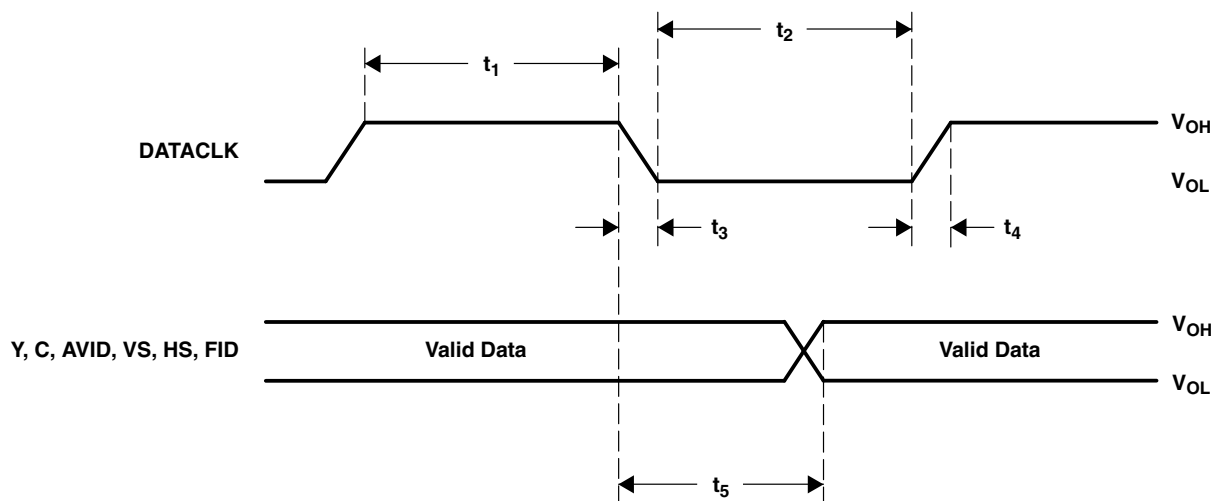 t2
t1
VOH
DATACLK
VOL
t3
t4
VOH
Y, C, AVID, VS, HS, FID
Valid Data
Valid Data
VOL
t5